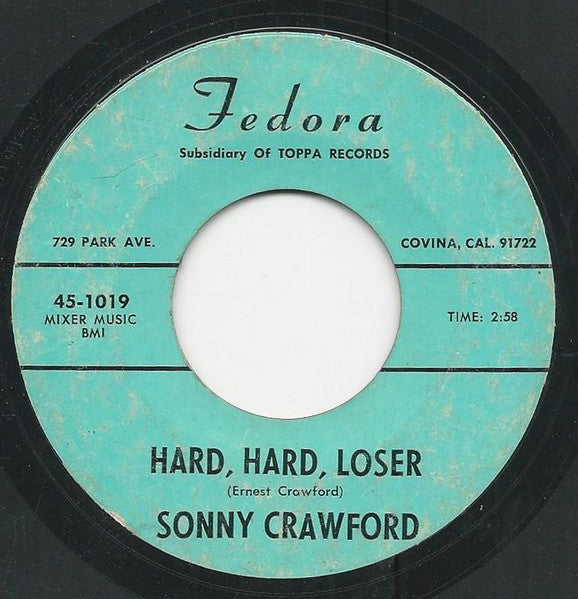 Fedora
Subsidiary Of TOPPA RECORDS
729 PARK AVE.
COVINA, CAL. 91722
45-1019
MIXER MUSIC
BMI
TIME: 2:58
HARD, HARD, LOSER
(Ernest Crawford)
SONNY CRAWFORD